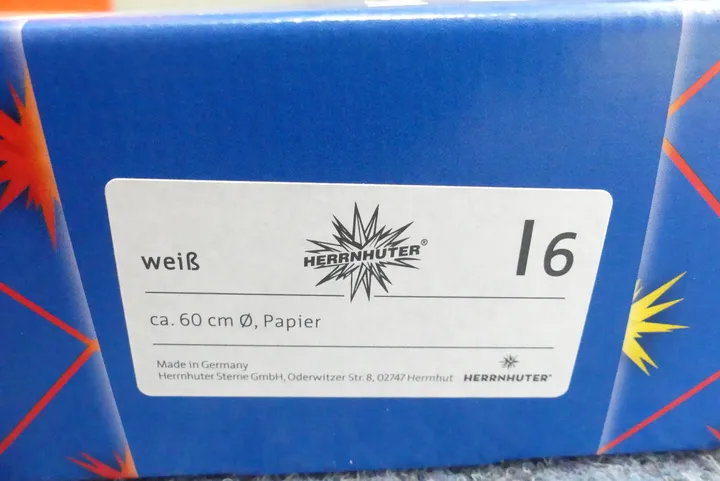 weiß
HERRNHUTER®
I6
ca. 60 cm Ø, Papier
Made in Germany
Herrnhuter Sterne GmbH, Oderwitzer Str. 8, 02747 Herrnhut
HERRNHUTER®